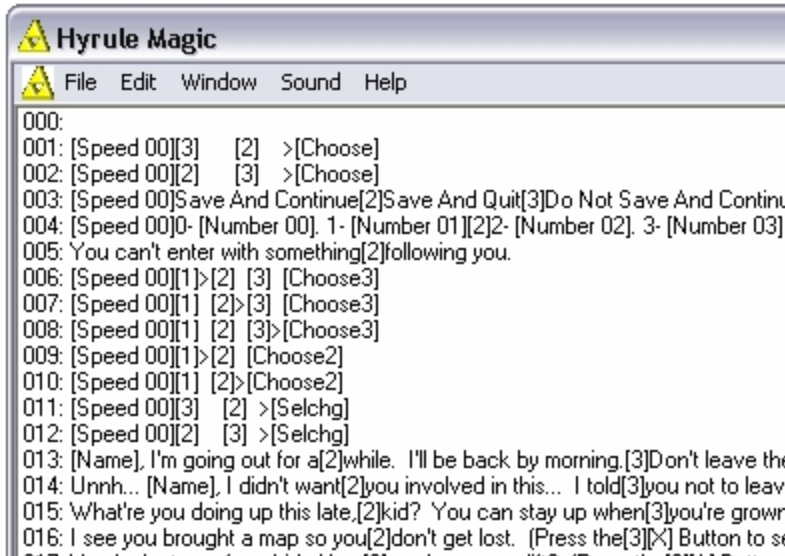 Hyrule Magic
File Edit Window Sound Help
000:
001: [Speed 00][3] [2] >[Choose]
002: [Speed 00][2] [3] >[Choose]
003: [Speed 00]Save And Continue[2]Save And Quit[3]Do Not Save And Continu
004: [Speed 00]0- [Number 00]. 1- [Number 01][2]2- [Number 02]. 3- [Number 03]
005: You can't enter with something[2]following you.
006: [Speed 00][1]>[2] [3] [Choose3]
007: [Speed 00][1] [2]>[3] [Choose3]
008: [Speed 00][1] [2] [3]>[Choose3]
009: [Speed 00][1]>[2] [Choose2]
010: [Speed 00][1] [2]>[Choose2]
011: [Speed 00][3] [2] >[Selchg]
012: [Speed 00][2] [3] >[Selchg]
013: [Name], I'm going out for a[2]while. I'll be back by morning.[3]Don't leave the
014: Unnh... [Name], I didn't want[2]you involved in this... I told[3]you not to leav
015: What're you doing up this late,[2]kid? You can stay up when[3]you're grown
016: I see you brought a map so you[2]don't get lost. (Press the[3][X] Button to se